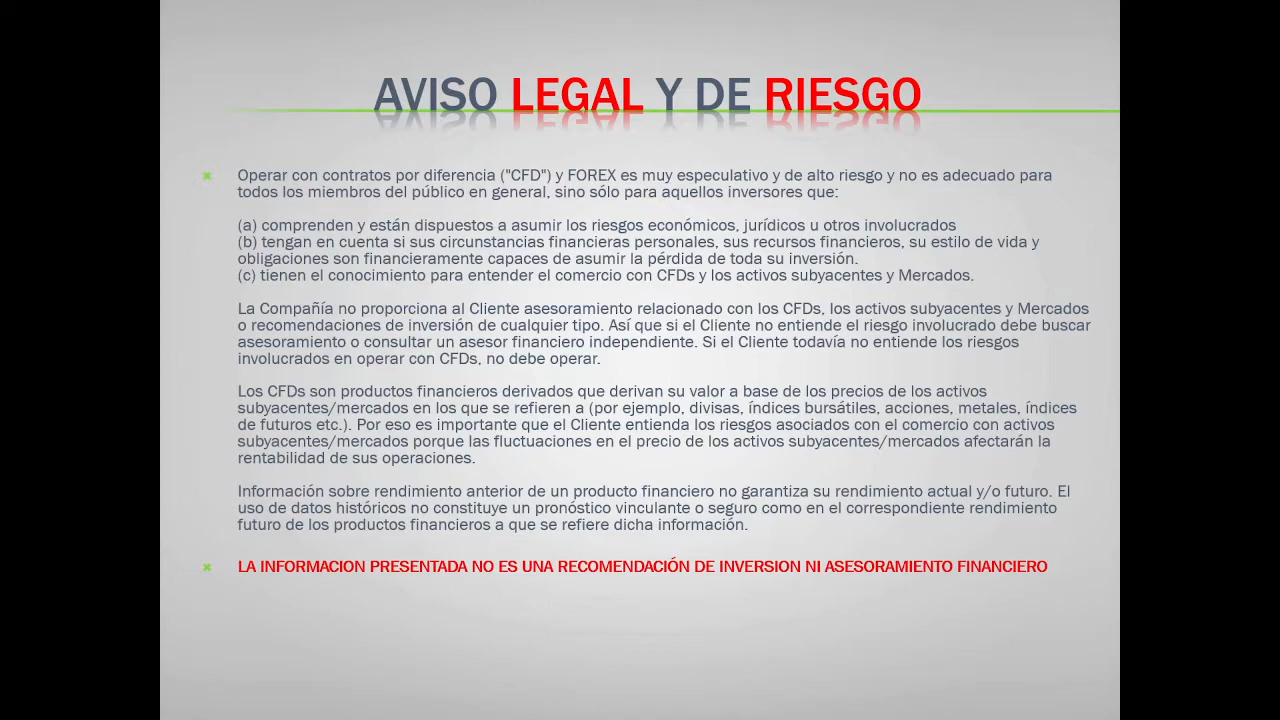 AVISO LEGAL Y DE RIESGO
Operar con contratos por diferencia ("CFD") y FOREX es muy especulativo y de alto riesgo y no es adecuado para
todos los miembros del público en general, sino sólo para aquellos inversores que:
(a) comprenden y están dispuestos a asumir los riesgos económicos, jurídicos u otros involucrados
(b) tengan en cuenta si sus circunstancias financieras personales, sus recursos financieros, su estilo de vida y
obligaciones son financieramente capaces de asumir la pérdida de toda su inversión.
(c) tienen el conocimiento para entender el comercio con CFDs y los activos subyacentes y Mercados.
La Compañía no proporciona al Cliente asesoramiento relacionado con los CFDs, los activos subyacentes y Mercados
o recomendaciones de inversión de cualquier tipo. Así que si el Cliente no entiende el riesgo involucrado debe buscar
asesoramiento o consultar un asesor financiero independiente. Si el Cliente todavía no entiende los riesgos
involucrados en operar con CFDs, no debe operar.
Los CFDs son productos financieros derivados que derivan su valor a base de los precios de los activos
subyacentes/mercados en los que se refieren a (por ejemplo, divisas, índices bursátiles, acciones, metales, índices
de futuros etc.). Por eso es importante que el Cliente entienda los riesgos asociados con el comercio con activos
subyacentes/mercados porque las fluctuaciones en el precio de los activos subyacentes/mercados afectarán la
rentabilidad de sus operaciones.
Información sobre rendimiento anterior de un producto financiero no garantiza su rendimiento actual y/o futuro. El
uso de datos históricos no constituye un pronóstico vinculante o seguro como en el correspondiente rendimiento
futuro de los productos financieros a que se refiere dicha información.
LA INFORMACION PRESENTADA NO ES UNA RECOMENDACIÓN DE INVERSION NI ASESORAMIENTO FINANCIERO